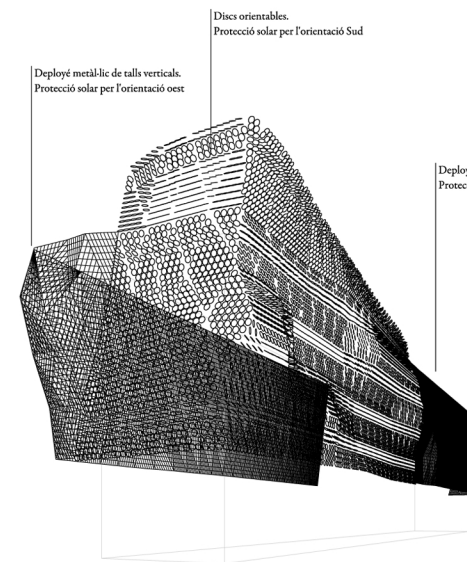 Discs orientables.
Protecció solar per l'orientació Sud
Deployé metàl·lic de talls verticals.
Protecció solar per l'orientació oest